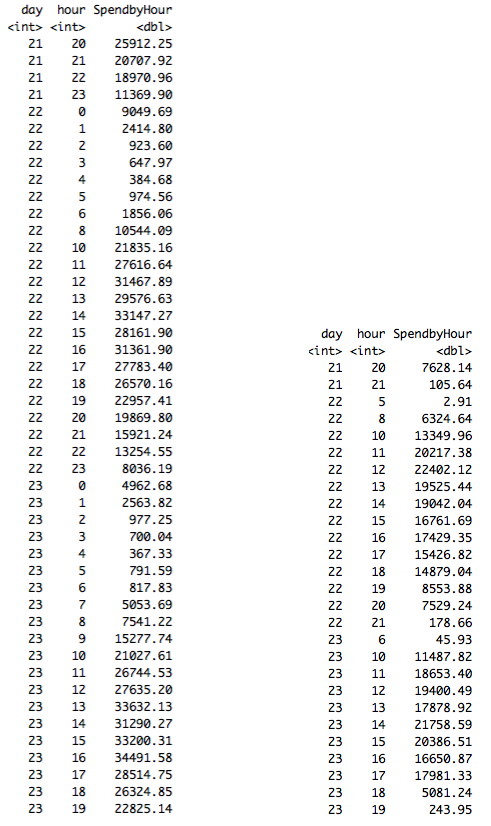 day hour SpendbyHour
<int> <int> <dbl>
21 20 25912.25
21 21 20707.92
21 22 18970.96
21 23 11369.90
22 0 9049.69
22 1 2414.80
22 2 923.60
22 3 647.97
22 4 384.68
22 5 974.56
22 6 1856.06
22 8 10544.09
22 10 21835.16
22 11 27616.64
22 12 31467.89
22 13 29576.63
22 14 33147.27
22 15 28161.90
22 16 31361.90
22 17 27783.40
22 18 26570.16
22 19 22957.41
22 20 19869.80
22 21 15921.24
22 22 13254.55
22 23 8036.19
23 0 4962.68
23 1 2563.82
23 2 977.25
23 3 700.04
23 4 367.33
23 5 791.59
23 6 817.83
23 7 5053.69
23 8 7541.22
23 9 15277.74
23 10 21027.61
23 11 26744.53
23 12 27635.20
23 13 33632.13
23 14 31290.27
23 15 33200.31
23 16 34491.58
23 17 28514.75
23 18 26324.85
23 19 22825.14
day hour SpendbyHour
<int> <int> <dbl>
21 20 7628.14
21 21 105.64
22 5 2.91
22 8 6324.64
22 10 13349.96
22 11 20217.38
22 12 22402.12
22 13 19525.44
22 14 19042.04
22 15 16761.69
22 16 17429.35
22 17 15426.82
22 18 14879.04
22 19 8553.88
22 20 7529.24
22 21 178.66
23 6 45.93
23 10 11487.82
23 11 18653.40
23 12 19400.49
23 13 17878.92
23 14 21758.59
23 15 20386.51
23 16 16650.87
23 17 17981.33
23 18 5081.24
23 19 243.95